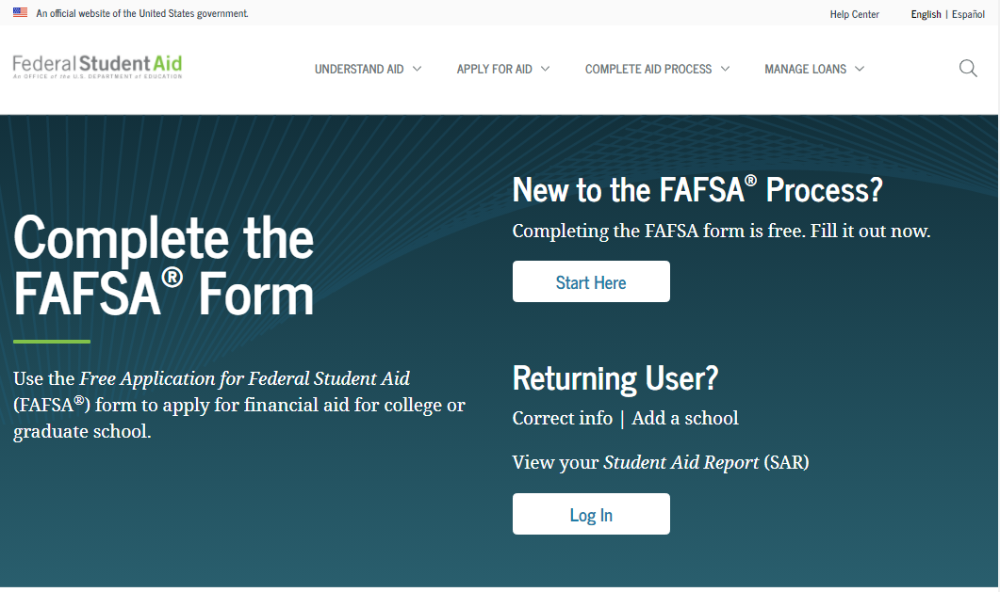 An official website of the United States government.
Help Center
English | Español
Federal Student Aid
An OFFICE of the U.S. DEPARTMENT of EDUCATION
UNDERSTAND AID
APPLY FOR AID
COMPLETE AID PROCESS
MANAGE LOANS
Complete the
FAFSA® Form
Use the Free Application for Federal Student Aid
(FAFSA®) form to apply for financial aid for college or
graduate school.
New to the FAFSA® Process?
Completing the FAFSA form is free. Fill it out now.
Start Here
Returning User?
Correct info | Add a school
View your Student Aid Report (SAR)
Log In